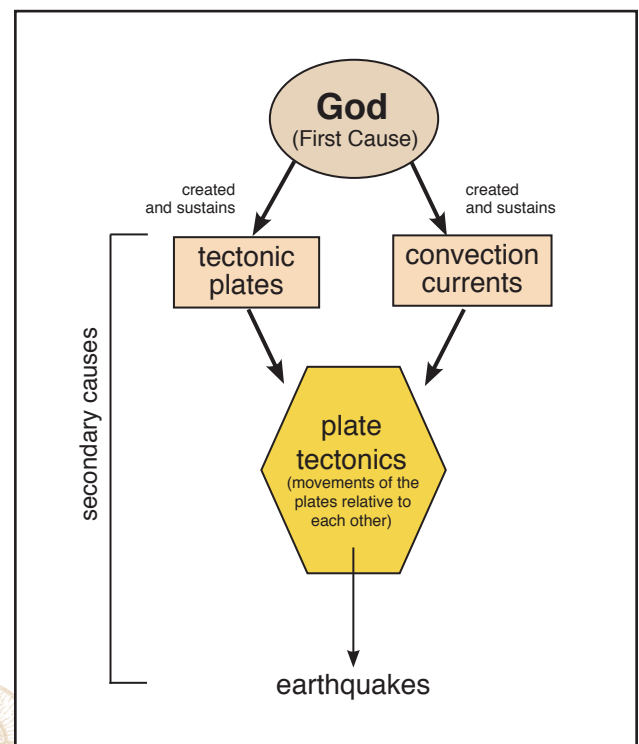 God
(First Cause)
created
and sustains
created
and sustains
tectonic
plates
convection
currents
secondary causes
plate
tectonics
(movements of the
plates relative to
each other)
earthquakes